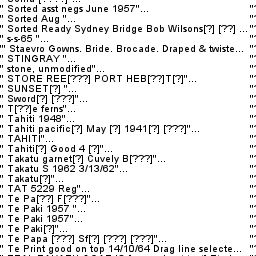 " Sorted asst negs June 1957"...
" Sorted Aug "...
" Sorted Ready Sydney Bridge Bob Wilsons[?] [??] ...
" s-s-65 "...
"" Staevro Gowns. Bride. Brocade. Draped & twiste...
" STINGRAY "...
" stone, unmodified"...
" STORE REE[???] PORT HEB[??]T[?]"...
" SUNSET[?] "...
" Sword[?] [???]"...
" T[?]e ferns"...
" Tahiti 1948"...
" Tahiti pacific[?] May [?] 1941[?] [???]"...
" TAHITI"...
" Tahiti[?] Good 4 [?]"...
" Takatu garnet[?] Cuvely B[???]"...
" Takatu S 1962 3/13/62"...
" Takatu[?]"...
" TAT 5229 Reg"...
" Te Pa[??] F[???]"...
" Te Paki 1957 "...
" Te Paki 1957"...
" Te Paki[?]"...
" Te Papa [???] Sf[?] [???] [???]...
" Te Print good on top 14/10/64 Drag line selecte...